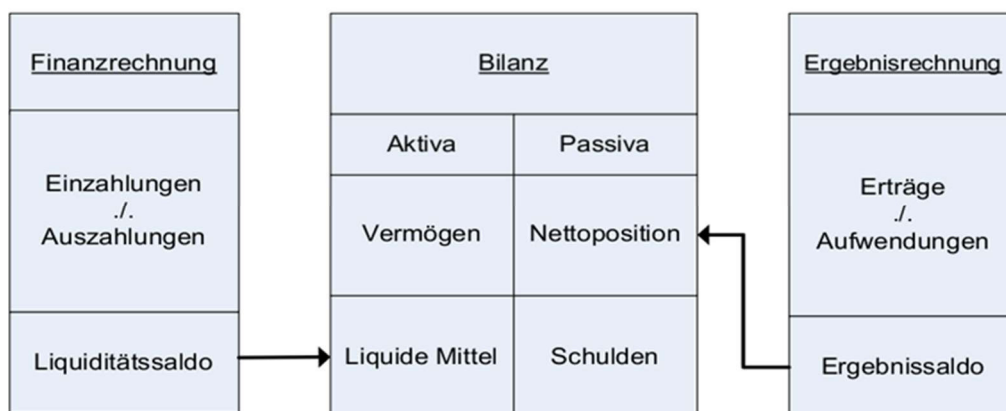 Finanzrechnung
Einzahlungen
./.
Auszahlungen
Liquiditätssaldo
Bilanz
Aktiva
Passiva
Vermögen
Nettoposition
Liquide Mittel
Schulden
Ergebnisrechnung
Erträge
./.
Aufwendungen
Ergebnissaldo